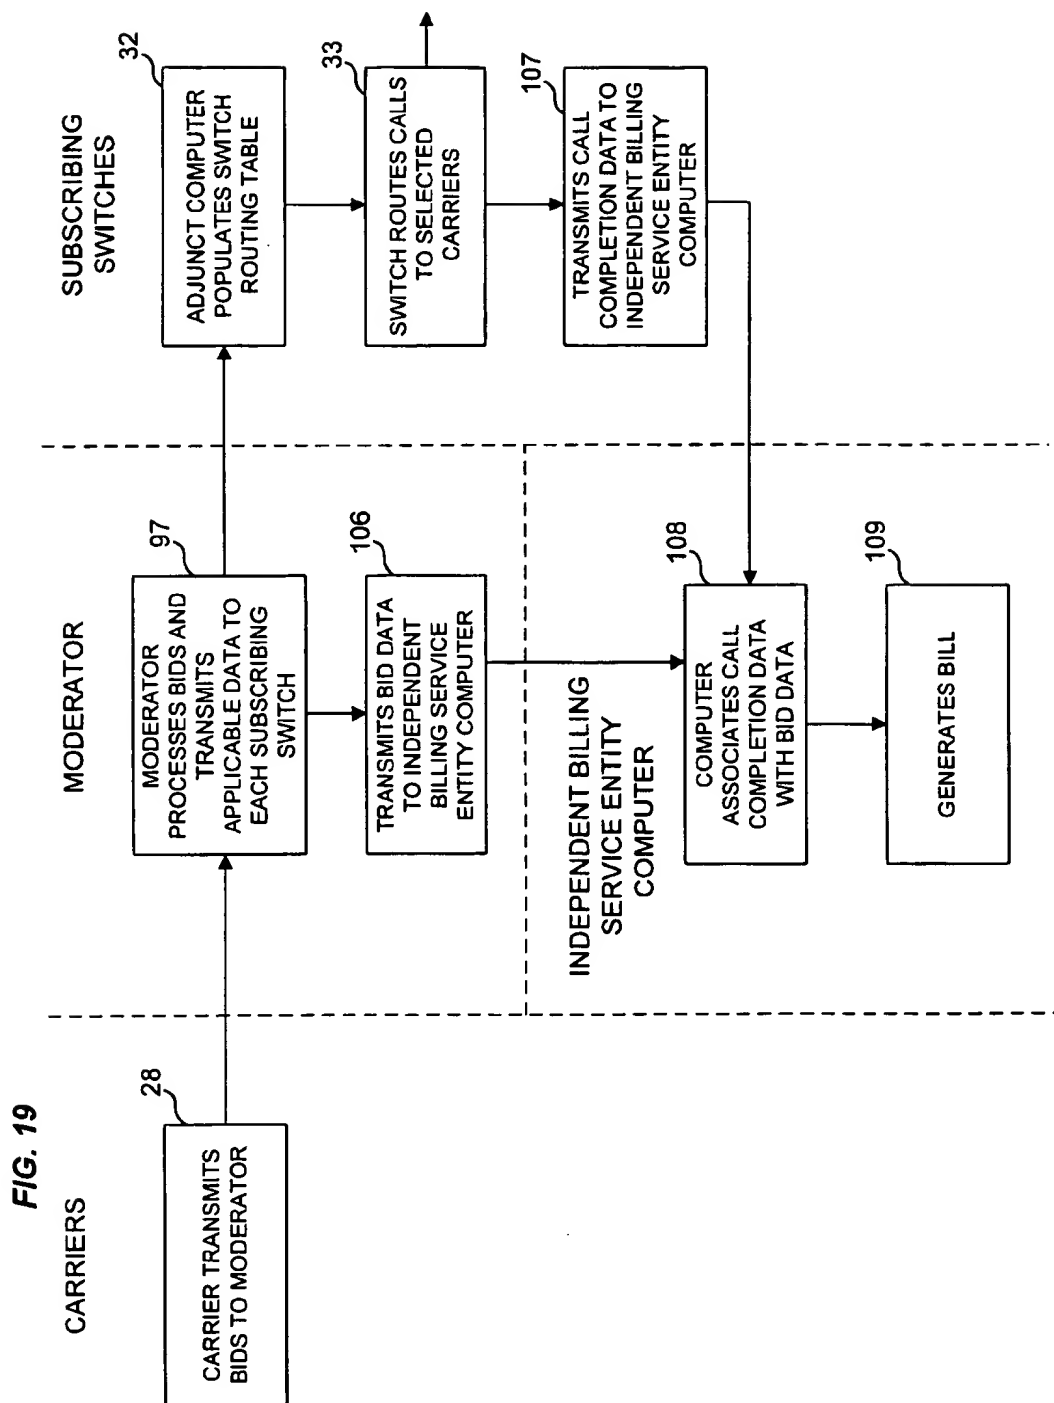 FIG. 19
CARRIERS
28
CARRIER TRANSMITS
BIDS TO MODERATOR
MODERATOR
97
MODERATOR
PROCESSES BIDS AND
TRANSMITS
APPLICABLE DATA TO
EACH SUBSCRIBING
SWITCH
106
TRANSMITS BID DATA
TO INDEPENDENT
BILLING SERVICE
ENTITY COMPUTER
INDEPENDENT BILLING
SERVICE ENTITY
COMPUTER
108
COMPUTER
ASSOCIATES CALL
COMPLETION DATA
WITH BID DATA
109
GENERATES BILL
SUBSCRIBING
SWITCHES
32
ADJUNCT COMPUTER
POPULATES SWITCH
ROUTING TABLE
33
SWITCH ROUTES CALLS
TO SELECTED
CARRIERS
107
TRANSMITS CALL
COMPLETION DATA TO
INDEPENDENT BILLING
SERVICE ENTITY
COMPUTER